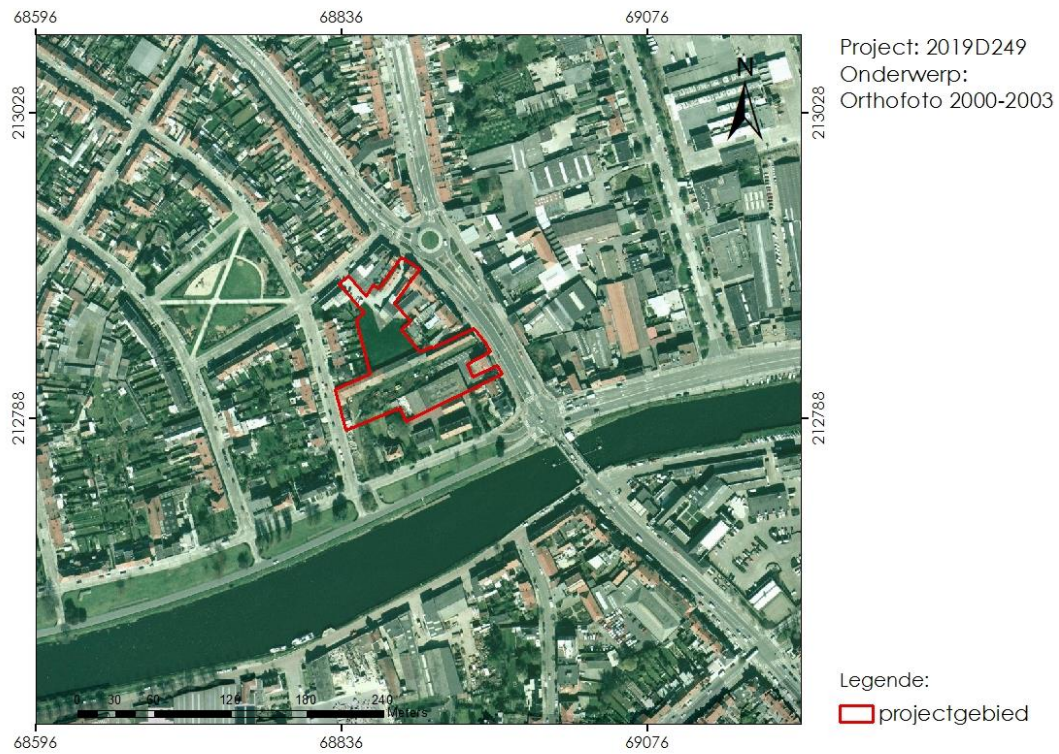 68596 68836 69076
Project: 2019D249
Onderwerp:
Orthofoto 2000-2003
N
213028 213028
212788 212788
Legende:
projectgebied
0 30 60 120 180 240
Meters
68596 68836 69076